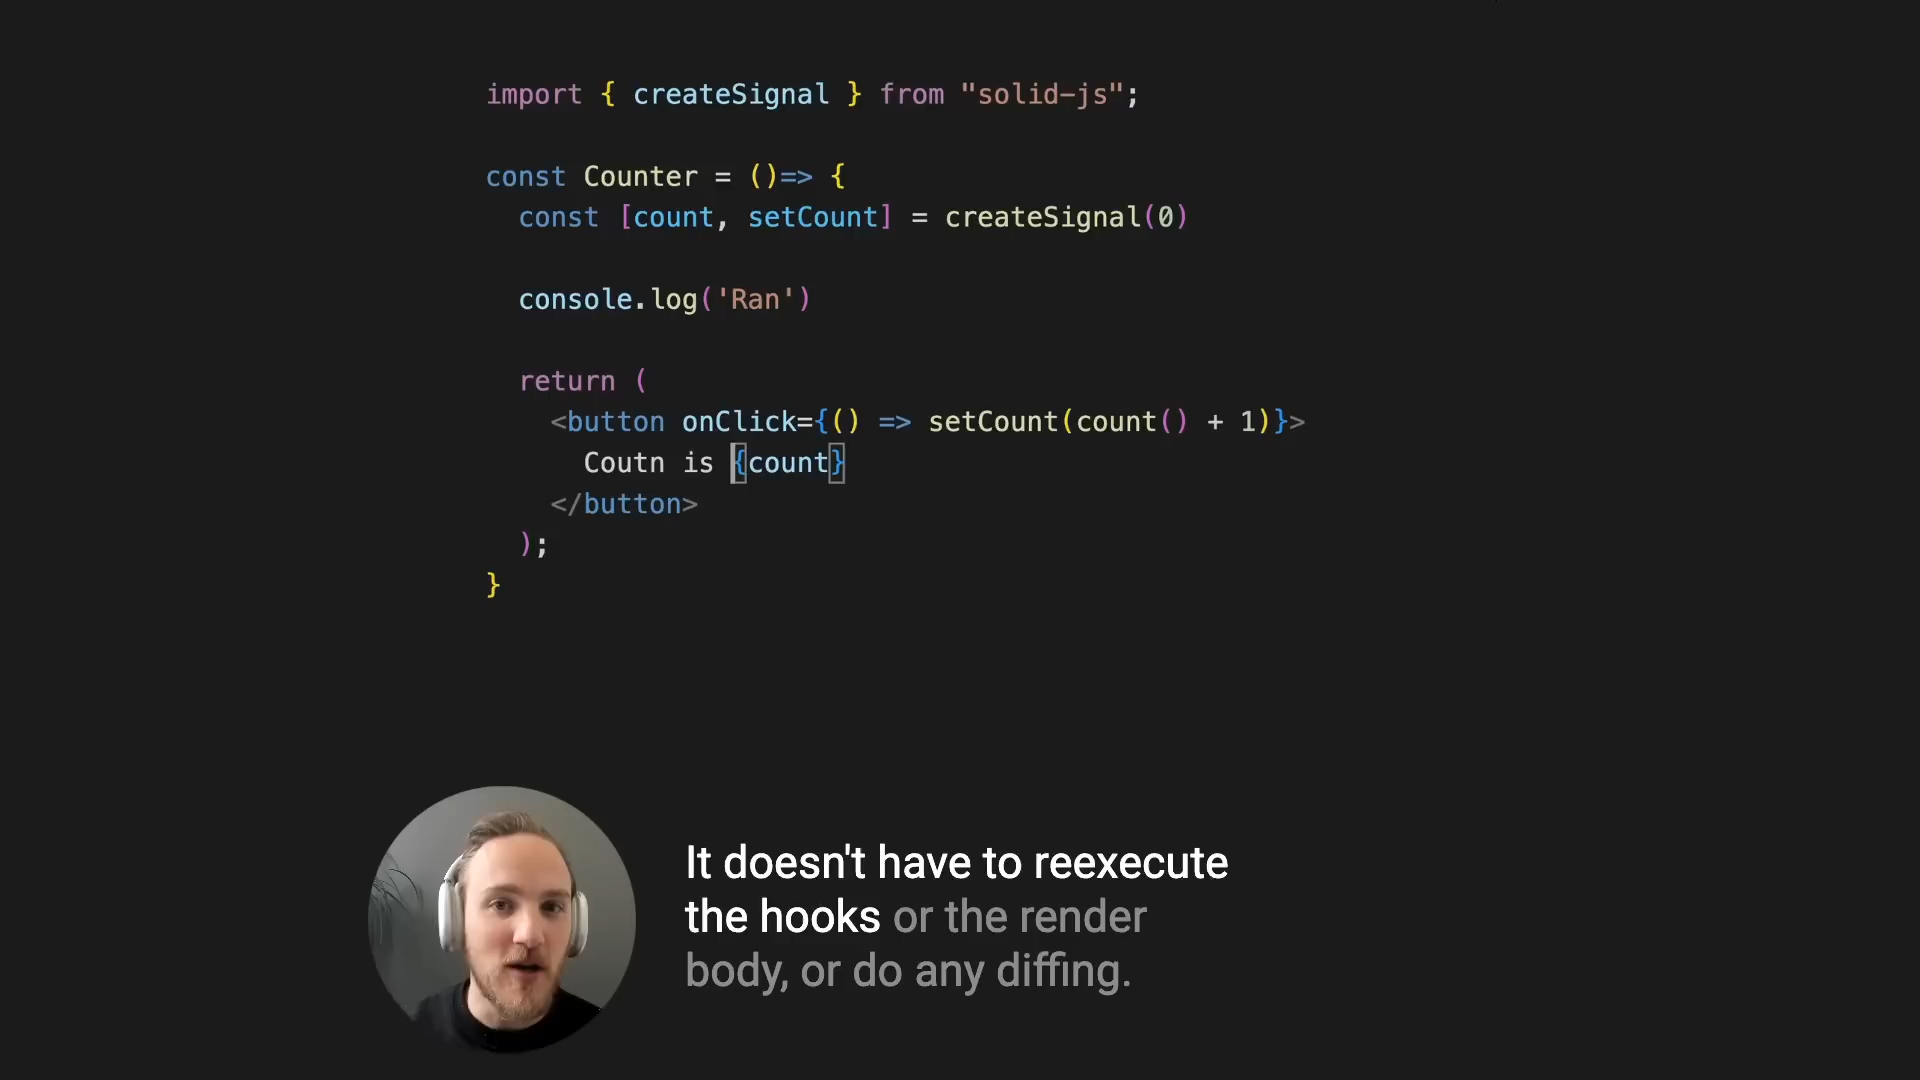 import { createSignal } from "solid-js";
const Counter = ()=> {
const [count, setCount] = createSignal(0)
console.log('Ran')
return (
<button onClick={() => setCount(count() + 1)}>
Coutn is {count}
</button>
);
}
It doesn't have to reexecute
the hooks or the render
body, or do any diffing.